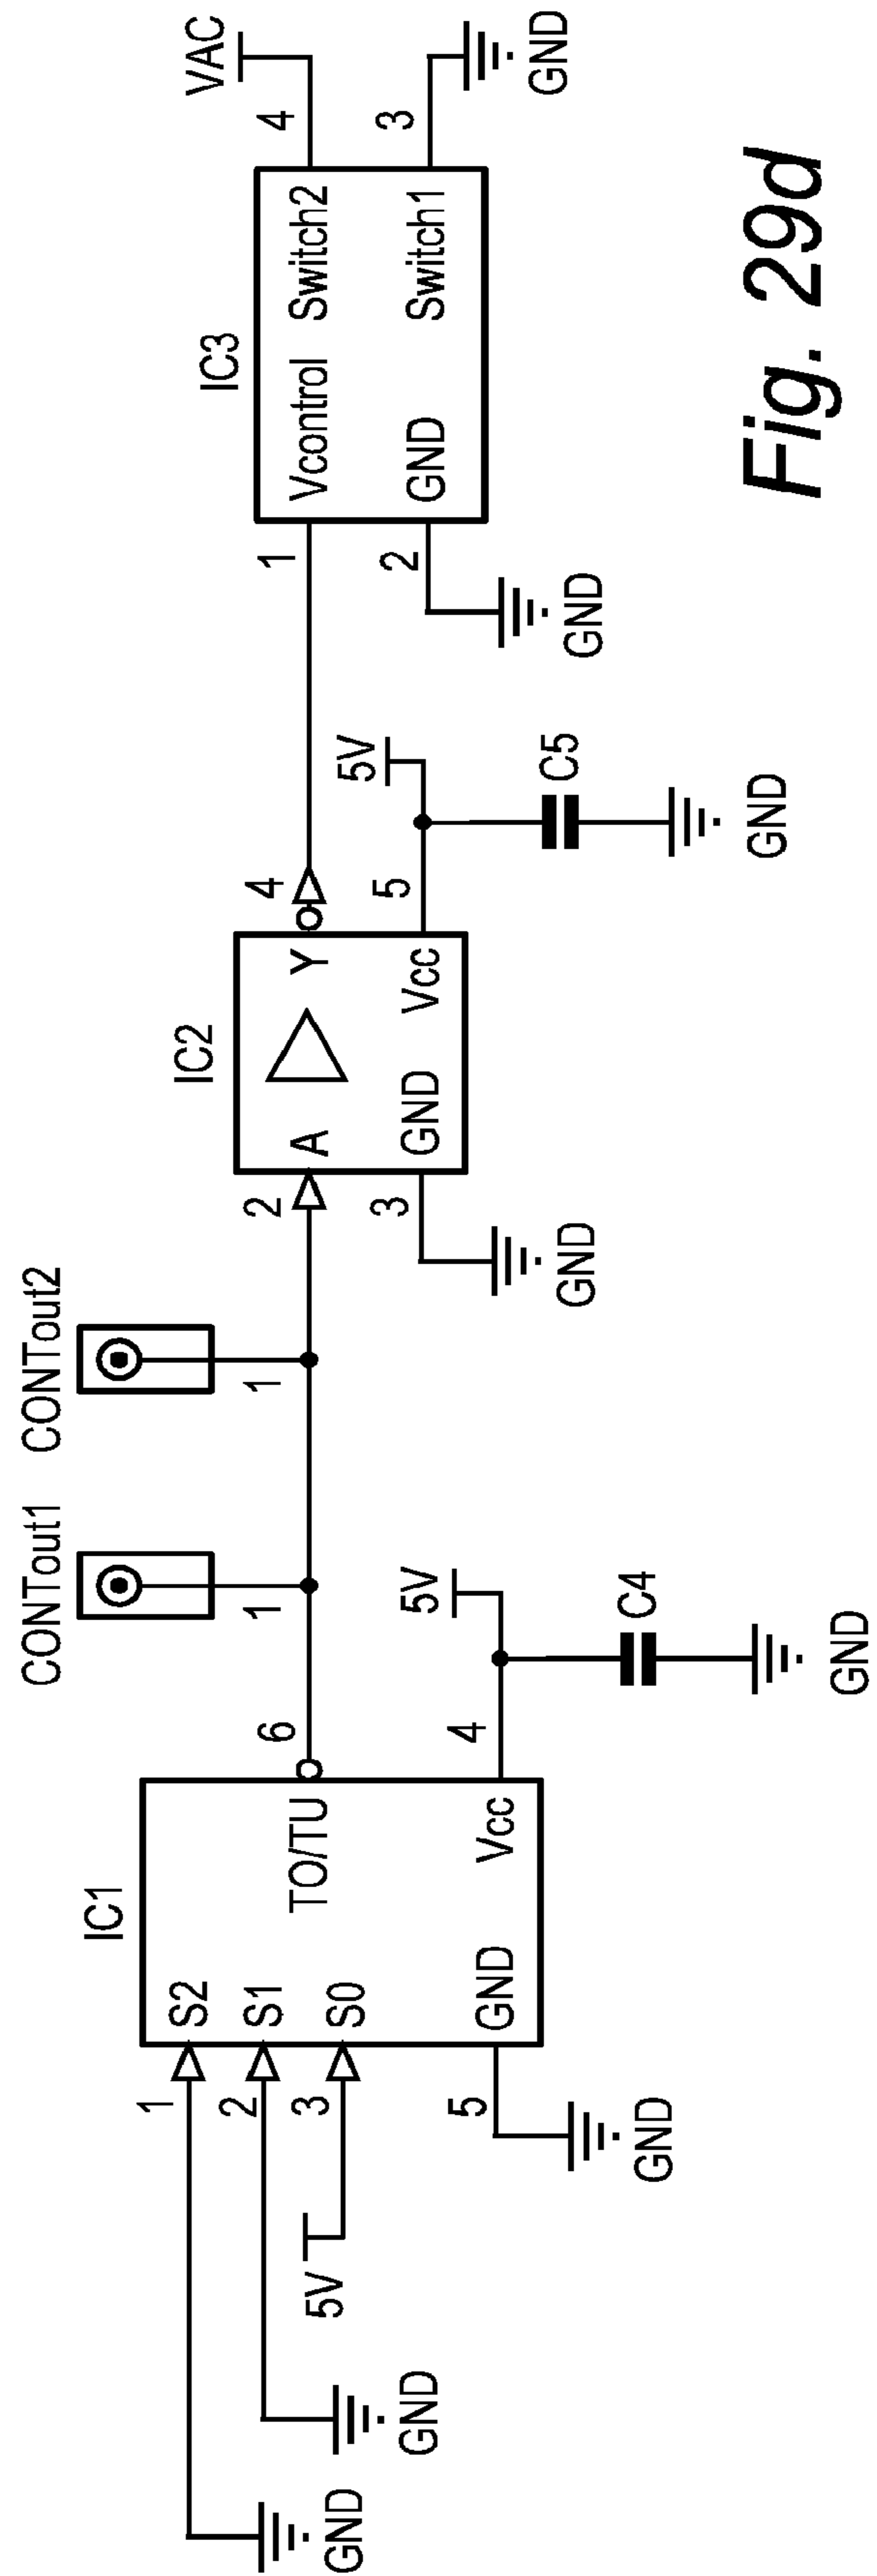 CONTout1
CONTout2
IC1
IC2
IC3
VAC
1
S2
2
S1
3
S0
5V
GND
GND
TO/TU
6
1
1
2
A
Y
4
1
Vcontrol
Switch2
4
5
GND
Vcc
4
5V
3
GND
Vcc
5
5V
2
GND
Switch1
3
GND
C4
GND
GND
C5
GND
GND
GND
GND
Fig. 29d